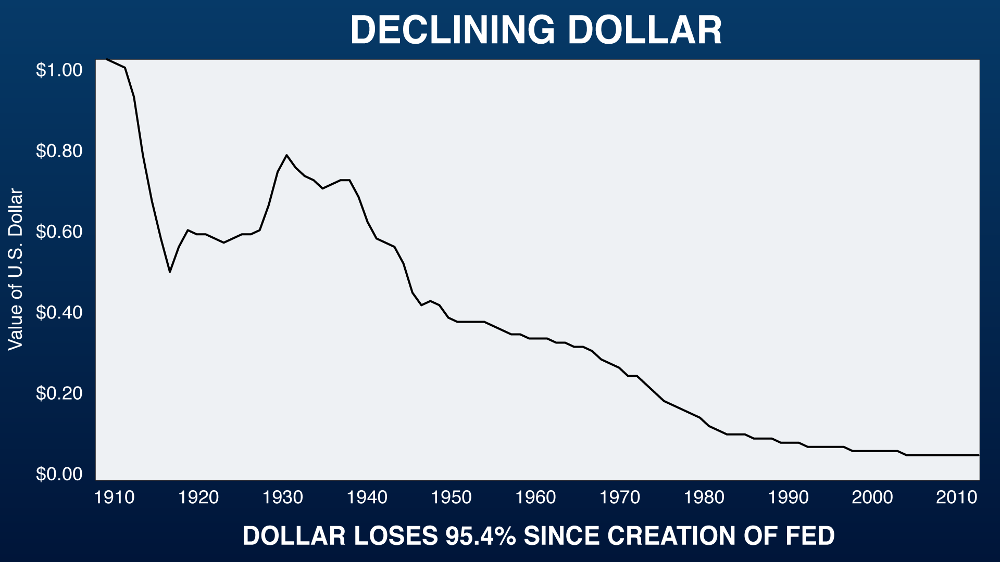 DECLINING DOLLAR
$1.00
$0.80
$0.60
$0.40
$0.20
$0.00
Value of U.S. Dollar
1910 1920 1930 1940 1950 1960 1970 1980 1990 2000 2010
DOLLAR LOSES 95.4% SINCE CREATION OF FED